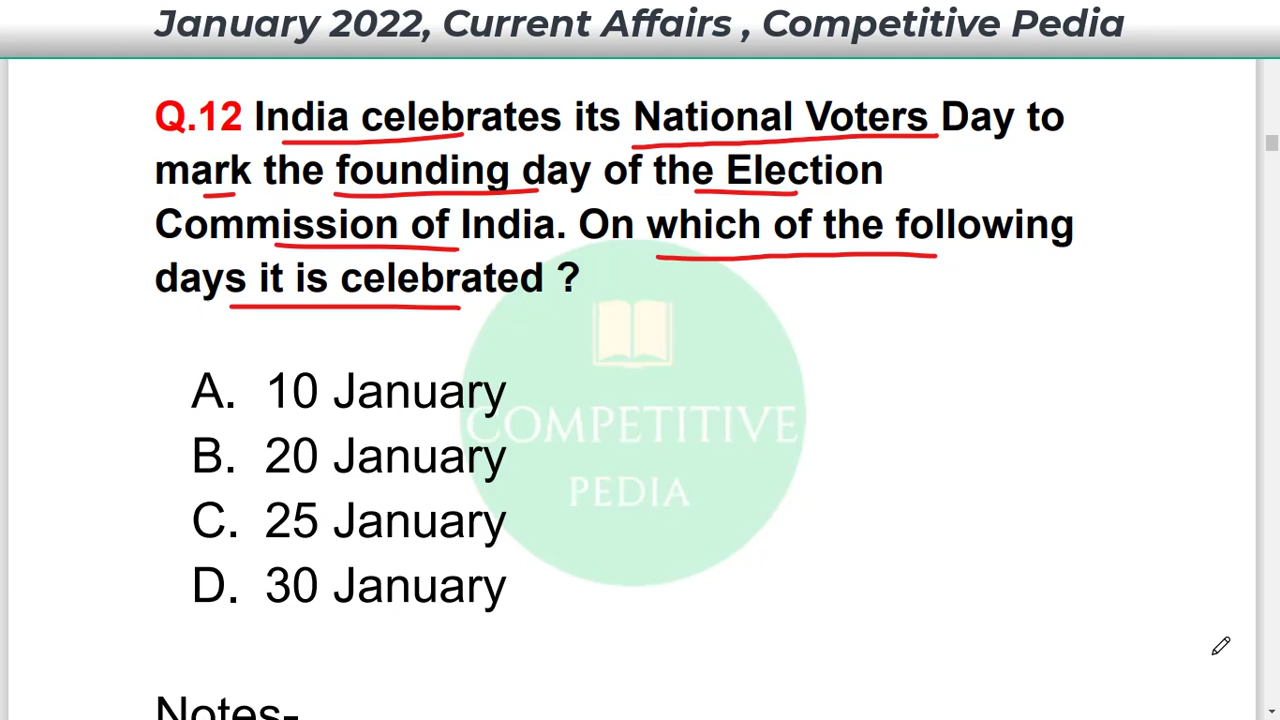 January 2022, Current Affairs , Competitive Pedia
Q.12 India celebrates its National Voters Day to
mark the founding day of the Election
Commission of India. On which of the following
days it is celebrated ?
A. 10 January
B. 20 January
C. 25 January
D. 30 January
COMPETITIVE
PEDIA
Notes-